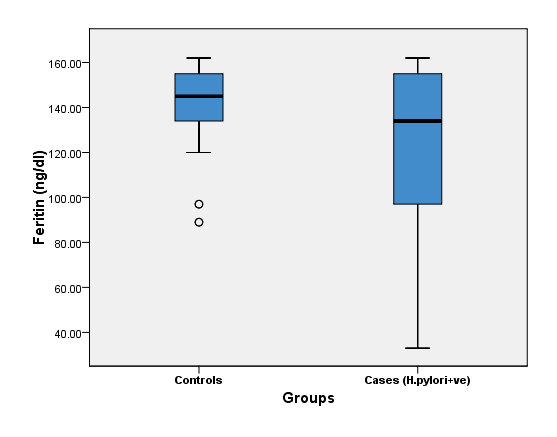 Feritin (ng/dl)
160.00
140.00
120.00
100.00
80.00
60.00
40.00
Controls
Cases (H.pylori+ve)
Groups